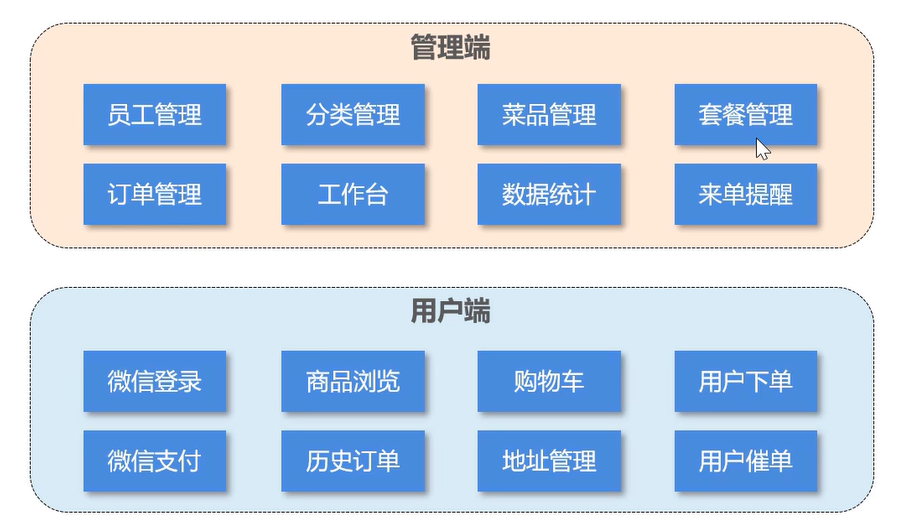 管理端
员工管理
分类管理
菜品管理
套餐管理
订单管理
工作台
数据统计
来单提醒
用户端
微信登录
商品浏览
购物车
用户下单
微信支付
历史订单
地址管理
用户催单